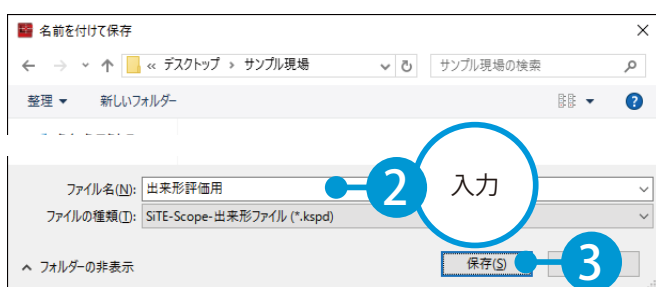 名前を付けて保存
« デスクトップ › サンプル現場 サンプル現場の検索
整理 新しいフォルダー
ファイル名(N): 出来形評価用 2 入力
ファイルの種類(T): SiTE-Scope-出来形ファイル (*.kspd)
フォルダーの非表示 保存(S) 3